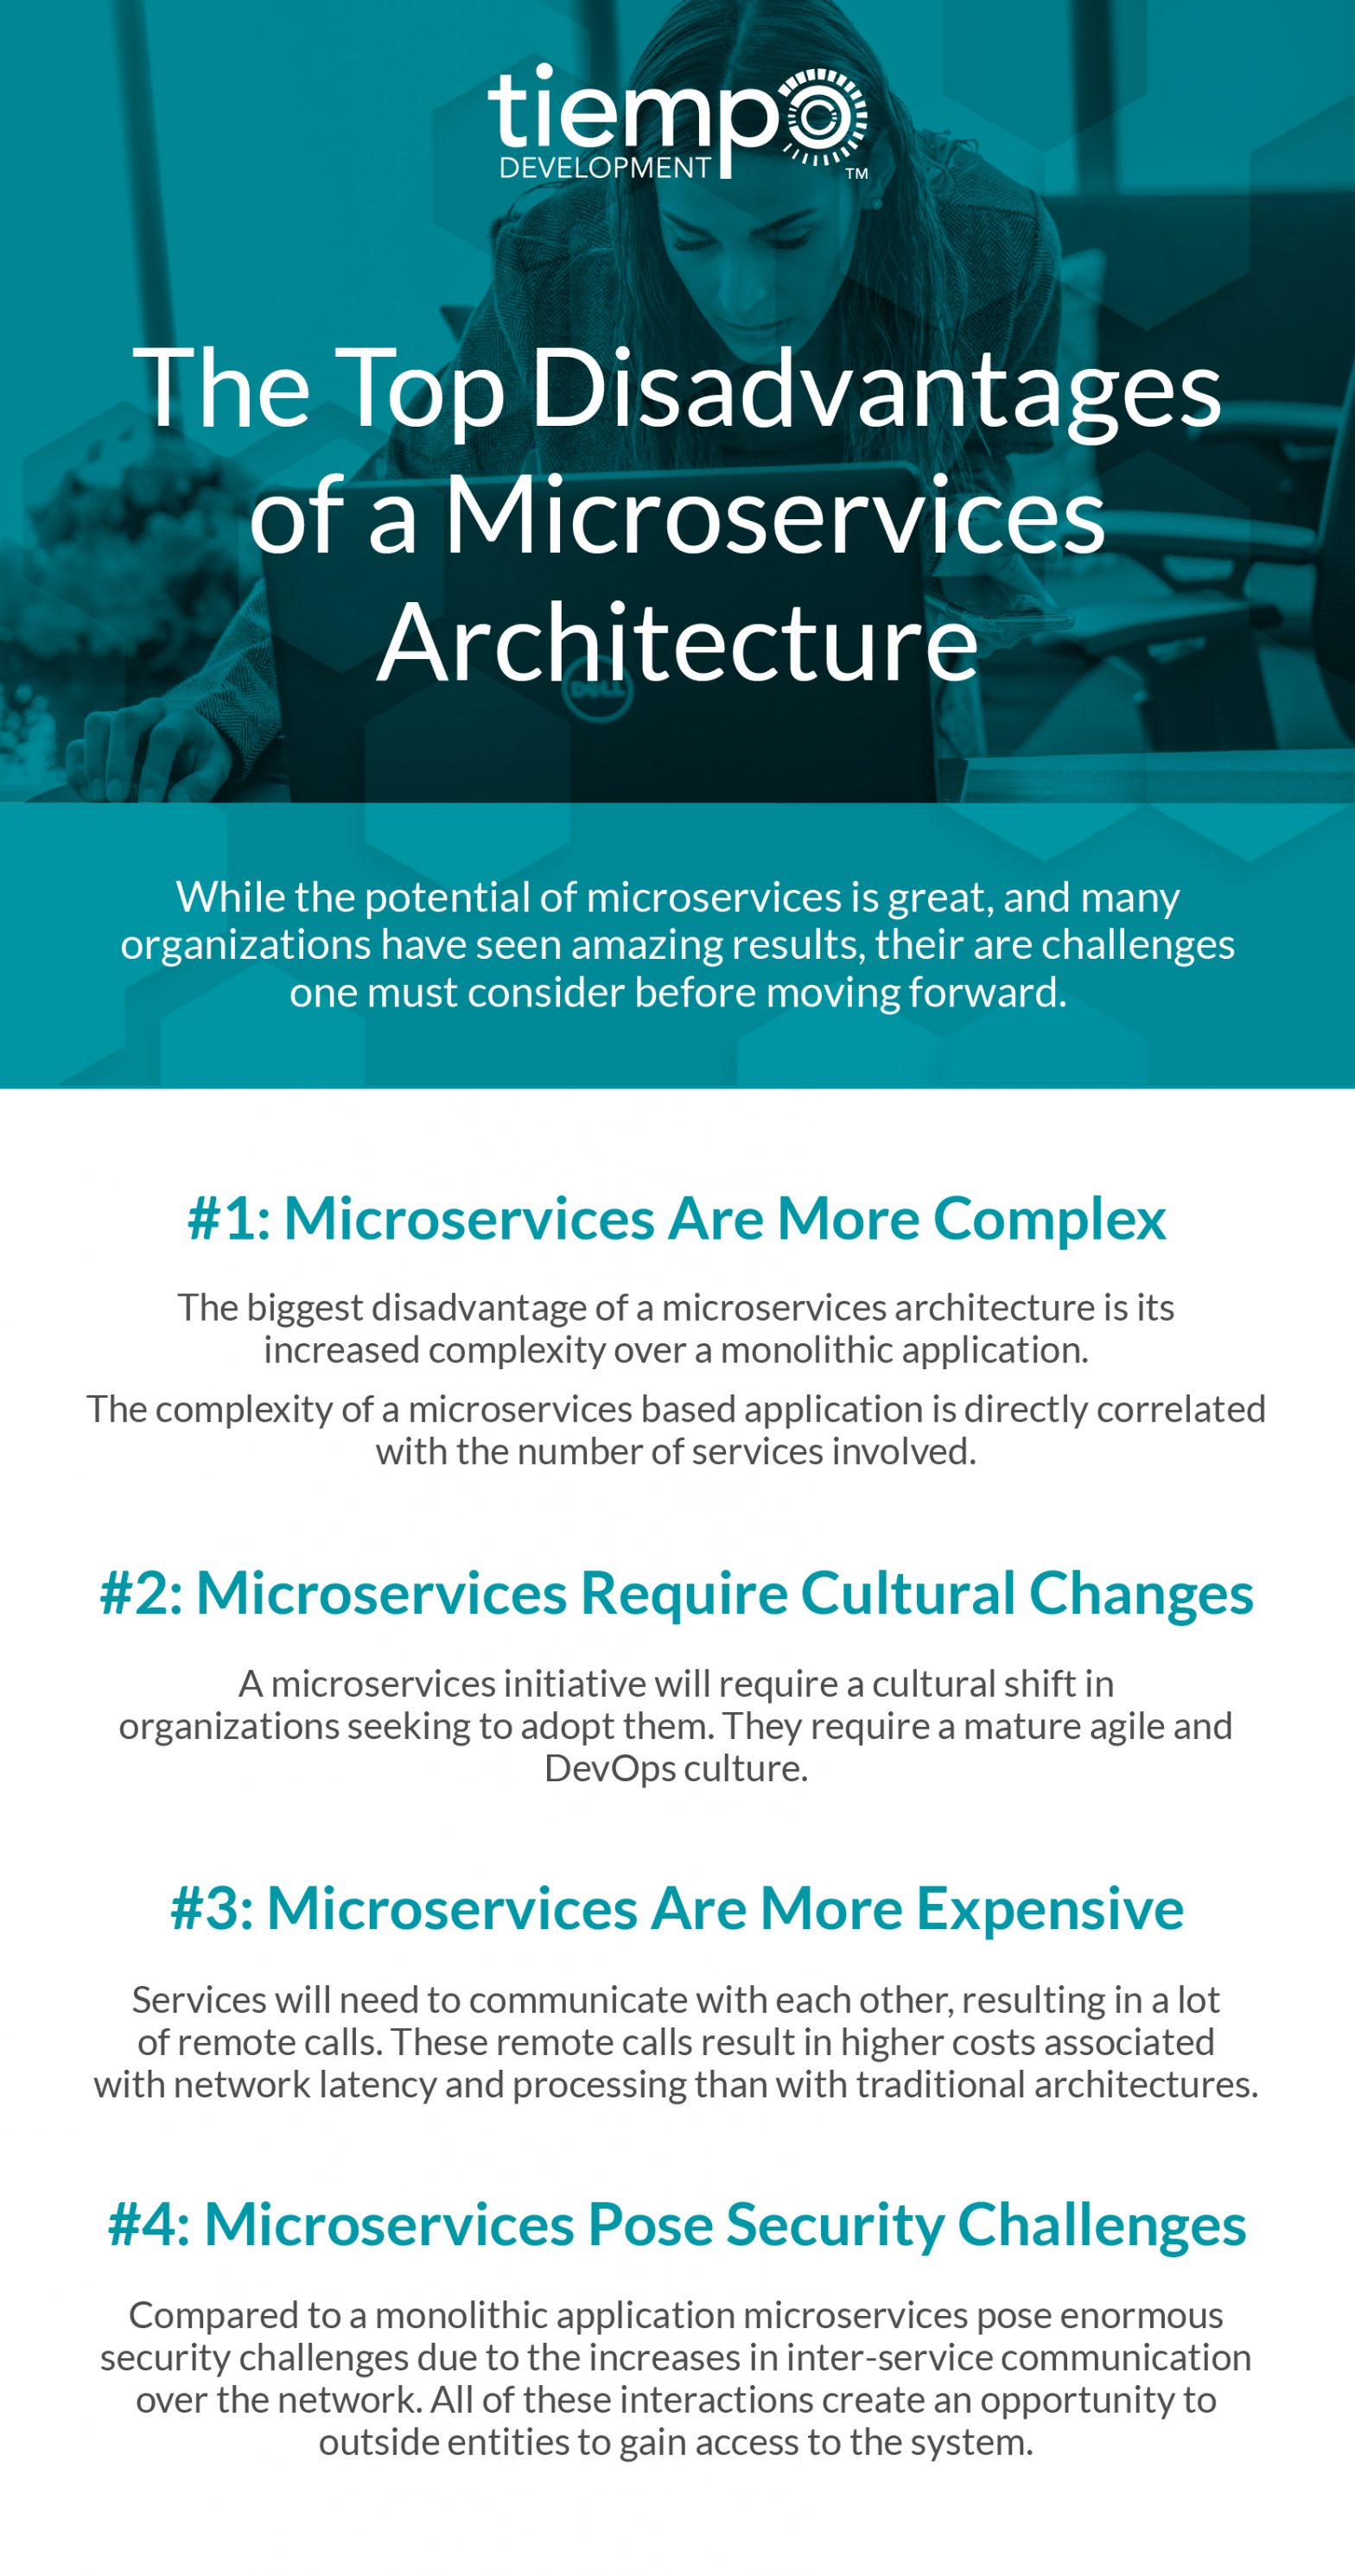 tiempo
DEVELOPMENT
TM
The Top Disadvantages
of a Microservices
Architecture
DELL
While the potential of microservices is great, and many
organizations have seen amazing results, their are challenges
one must consider before moving forward.
#1: Microservices Are More Complex
The biggest disadvantage of a microservices architecture is its
increased complexity over a monolithic application.
The complexity of a microservices based application is directly correlated
with the number of services involved.
#2: Microservices Require Cultural Changes
A microservices initiative will require a cultural shift in
organizations seeking to adopt them. They require a mature agile and
DevOps culture.
#3: Microservices Are More Expensive
Services will need to communicate with each other, resulting in a lot
of remote calls. These remote calls result in higher costs associated
with network latency and processing than with traditional architectures.
#4: Microservices Pose Security Challenges
Compared to a monolithic application microservices pose enormous
security challenges due to the increases in inter-service communication
over the network. All of these interactions create an opportunity to
outside entities to gain access to the system.